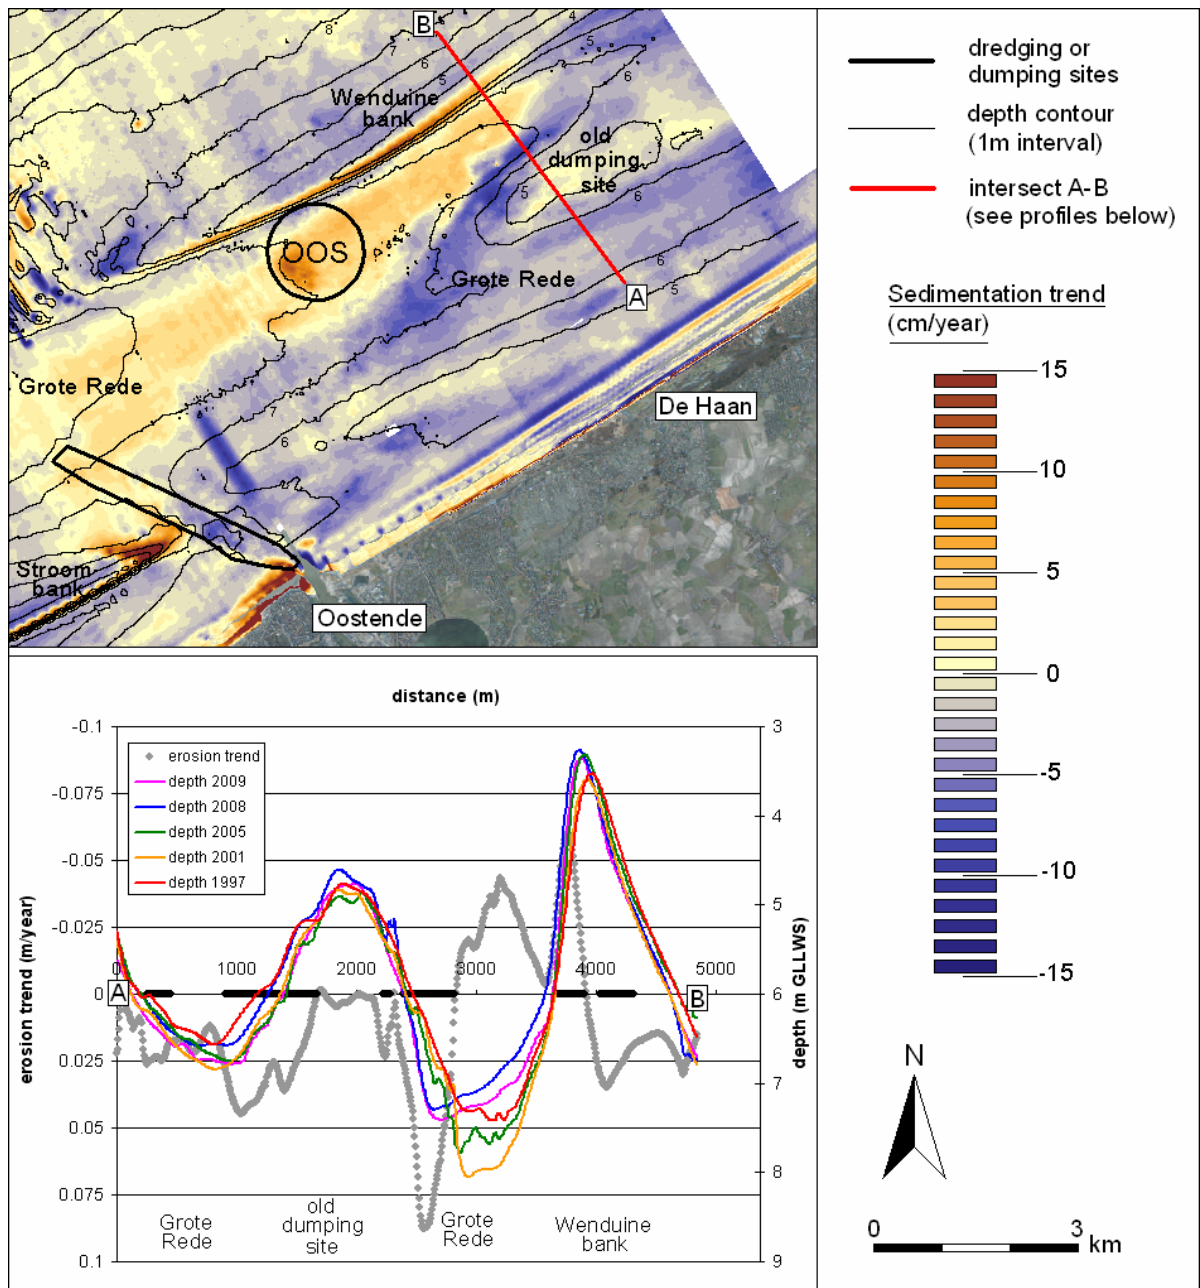 B
8
7
7
6
5
4
5
6
6
5
Wenduine
bank
old
dumping
site
5
7
OOS
Grote Rede
6
5
A
Grote Rede
7
6
De Haan
Stroom-
bank
Oostende
dredging or
dumping sites
depth contour
(1m interval)
intersect A-B
(see profiles below)
Sedimentation trend
(cm/year)
15
10
5
0
-5
-10
-15
N
0 3
km
distance (m)
-0.1
-0.075
-0.05
-0.025
0
0.025
0.05
0.075
0.1
erosion trend (m/year)
erosion trend
depth 2009
depth 2008
depth 2005
depth 2001
depth 1997
0 1000 2000 3000 4000 5000
A
B
3
4
5
6
7
8
9
depth (m GLLWS)
Grote
Rede
old
dumping
site
Grote
Rede
Wenduine
bank